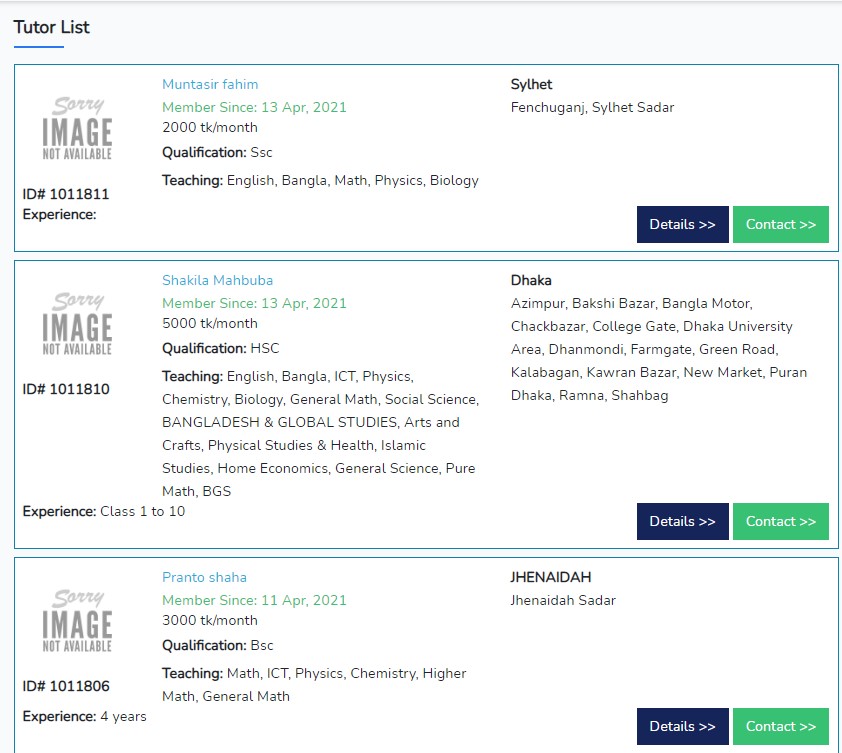 Tutor List
Sorry
IMAGE
NOT AVAILABLE
ID# 1011811
Experience:
Muntasir fahim
Member Since: 13 Apr, 2021
2000 tk/month
Qualification: Ssc
Teaching: English, Bangla, Math, Physics, Biology
Sylhet
Fenchuganj, Sylhet Sadar
Details >>
Contact >>
Sorry
IMAGE
NOT AVAILABLE
ID# 1011810
Shakila Mahbuba
Member Since: 13 Apr, 2021
5000 tk/month
Qualification: HSC
Teaching: English, Bangla, ICT, Physics,
Chemistry, Biology, General Math, Social Science,
BANGLADESH & GLOBAL STUDIES, Arts and
Crafts, Physical Studies & Health, Islamic
Studies, Home Economics, General Science, Pure
Math, BGS
Experience: Class 1 to 10
Dhaka
Azimpur, Bakshi Bazar, Bangla Motor,
Chackbazar, College Gate, Dhaka University
Area, Dhanmondi, Farmgate, Green Road,
Kalabagan, Kawran Bazar, New Market, Puran
Dhaka, Ramna, Shahbag
Details >>
Contact >>
Sorry
IMAGE
NOT AVAILABLE
ID# 1011806
Experience: 4 years
Pranto shaha
Member Since: 11 Apr, 2021
3000 tk/month
Qualification: Bsc
Teaching: Math, ICT, Physics, Chemistry, Higher
Math, General Math
JHENAIDAH
Jhenaidah Sadar
Details >>
Contact >>